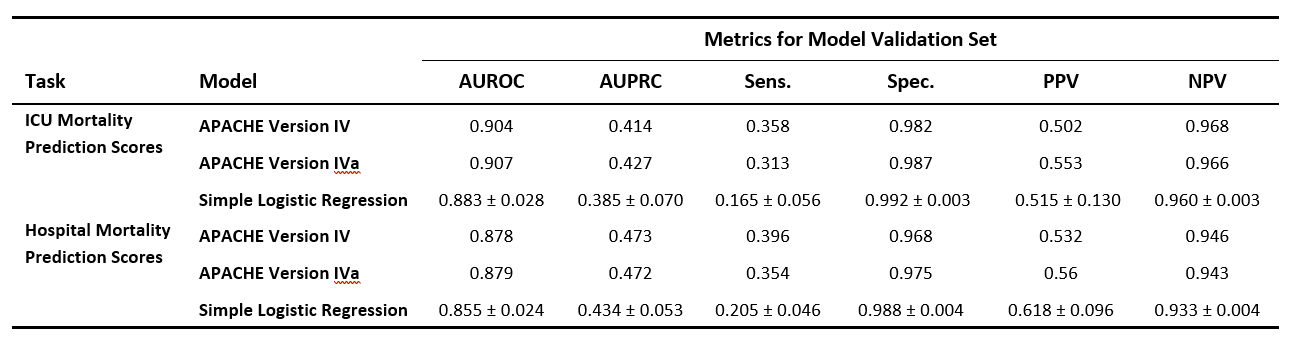 Metrics for Model Validation Set
Task Model AUROC AUPRC Sens. Spec. PPV NPV
ICU Mortality Prediction Scores APACHE Version IV 0.904 0.414 0.358 0.982 0.502 0.968
APACHE Version IVa 0.907 0.427 0.313 0.987 0.553 0.966
Simple Logistic Regression 0.883 ± 0.028 0.385 ± 0.070 0.165 ± 0.056 0.992 ± 0.003 0.515 ± 0.130 0.960 ± 0.003
Hospital Mortality Prediction Scores APACHE Version IV 0.878 0.473 0.396 0.968 0.532 0.946
APACHE Version IVa 0.879 0.472 0.354 0.975 0.56 0.943
Simple Logistic Regression 0.855 ± 0.024 0.434 ± 0.053 0.205 ± 0.046 0.988 ± 0.004 0.618 ± 0.096 0.933 ± 0.004